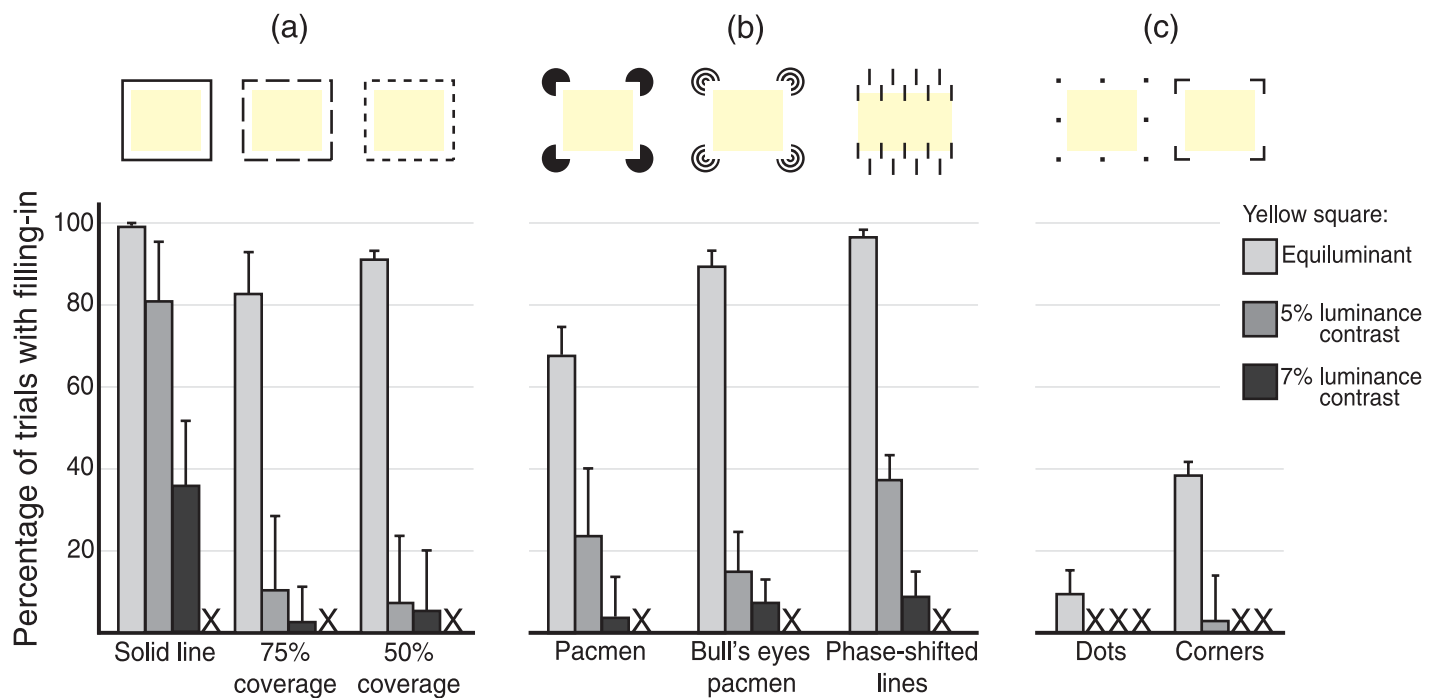 (a)
(b)
(c)
Percentage of trials with filling-in
100
80
60
40
20
X
X
X
X
X
X
X X X
X X
Solid line
75%
coverage
50%
coverage
Pacmen
Bull's eyes
pacmen
Phase-shifted
lines
Dots
Corners
Yellow square:
Equiluminant
5% luminance
contrast
7% luminance
contrast